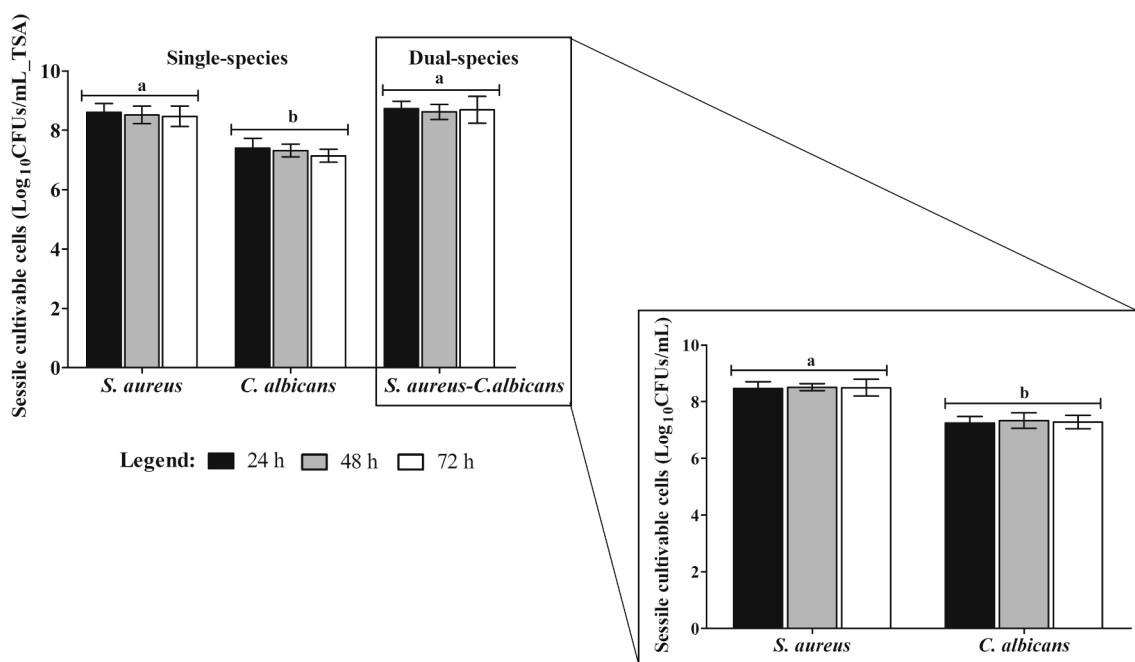 Single-species
Dual-species
Sessile cultivable cells (Log10CFUs/mL_TSA)
10
8
6
4
2
0
a
b
a
S. aureus
C. albicans
S. aureus-C.albicans
Legend: 24 h 48 h 72 h
Sessile cultivable cells (Log10CFUs/mL)
10
8
6
4
2
0
a
b
S. aureus
C. albicans